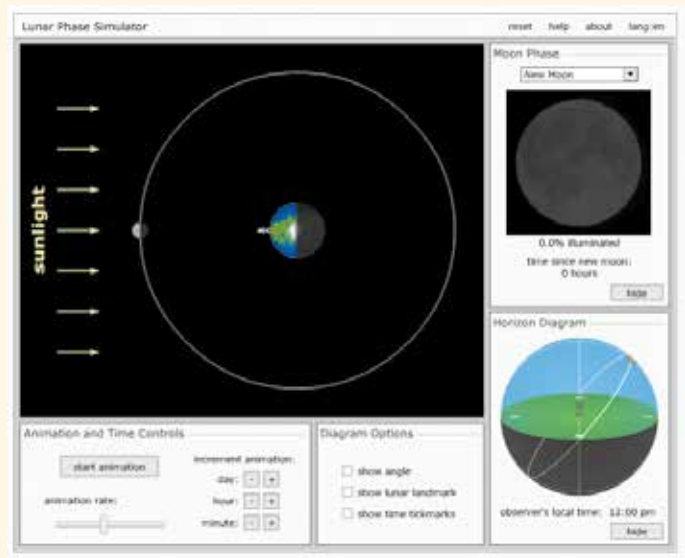 Lunar Phase Simulator
reset help about lang:en
sunlight
Moon Phase
New Moon
0.0% illuminated
time since new moon:
0 hours
hide
Horizon Diagram
observer's local time: 12:00 pm
hide
Animation and Time Controls
start animation
animation rate:
increment animation:
day: - +
hour: - +
minute: - +
Diagram Options
show angle
show lunar landmark
show time tickmarks